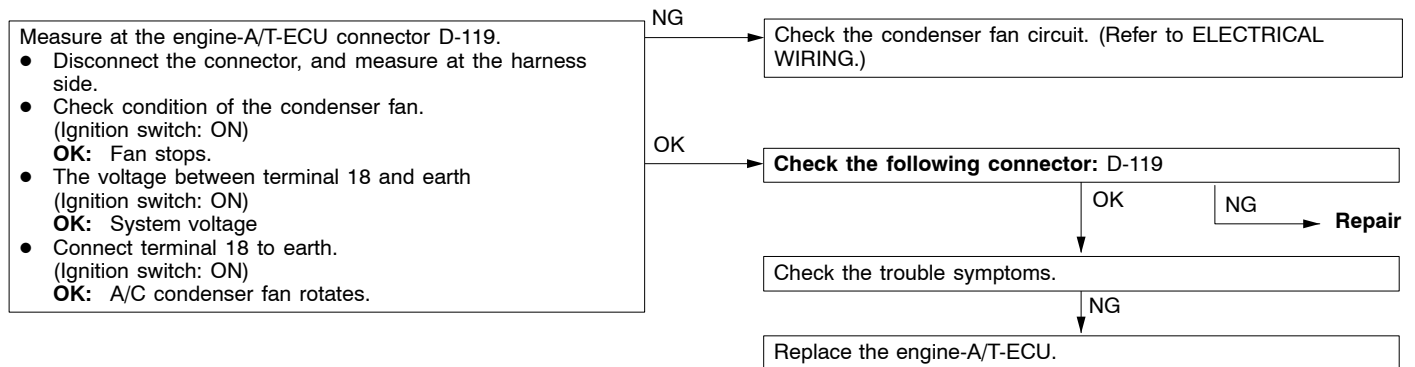 Measure at the engine-A/T-ECU connector D-119.
● Disconnect the connector, and measure at the harness
side.
● Check condition of the condenser fan.
(Ignition switch: ON)
OK: Fan stops.
● The voltage between terminal 18 and earth
(Ignition switch: ON)
OK: System voltage
● Connect terminal 18 to earth.
(Ignition switch: ON)
OK: A/C condenser fan rotates.
NG
Check the condenser fan circuit. (Refer to ELECTRICAL
WIRING.)
OK
Check the following connector: D-119
OK
NG
Repair
Check the trouble symptoms.
NG
Replace the engine-A/T-ECU.